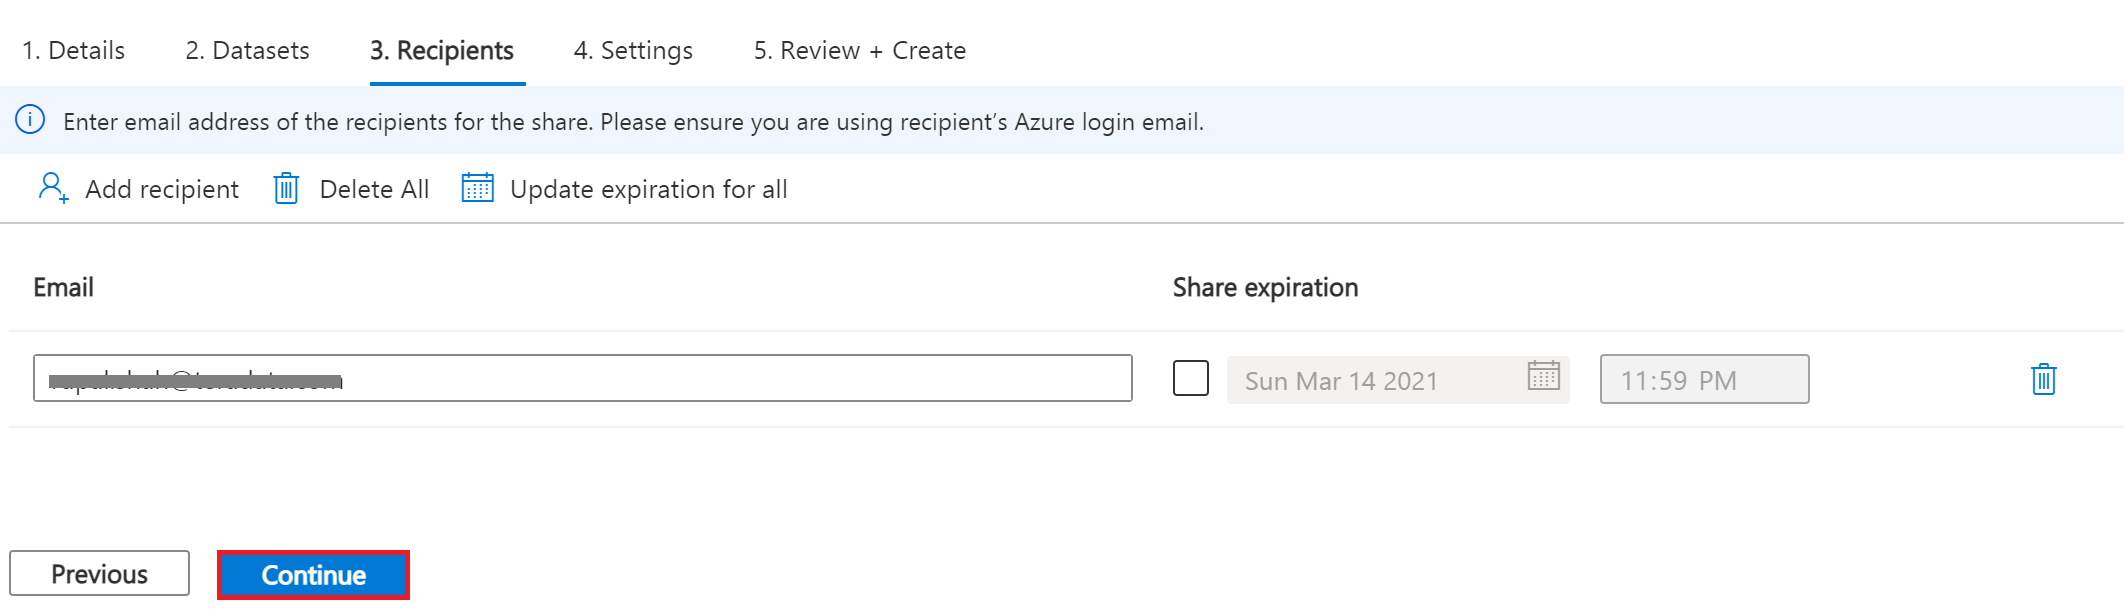 1. Details 2. Datasets 3. Recipients 4. Settings 5. Review + Create
Enter email address of the recipients for the share. Please ensure you are using recipient’s Azure login email.
Add recipient Delete All Update expiration for all
Email Share expiration
Sun Mar 14 2021 11:59 PM
Previous Continue